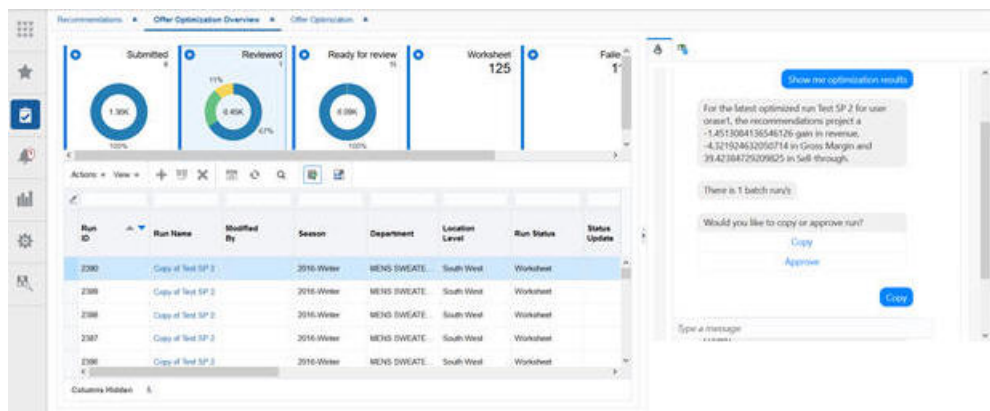 Recommendations
Offer Optimization Overview
Offer Optimization
Submitted
6
1.36K
100%
Reviewed
1
11%
0.45K
67%
Ready for review
15
100%
Worksheet
125
Faile
Actions
View
Run ID
Run Name
Modified By
Season
Department
Location Level
Run Status
Status Update
2390 Copy of Test SP 2 2016-Winter MENS SWEATE... South West Worksheet
2389 Copy of Test SP 2 2016-Winter MENS SWEATE... South West Worksheet
2388 Copy of Test SP 2 2016-Winter MENS SWEATE... South West Worksheet
2387 Copy of Test SP 2 2016-Winter MENS SWEATE... South West Worksheet
2386 Copy of Test SP 2 2016-Winter MENS SWEATE... South West Worksheet
Columns Hidden
Show me optimization results
For the latest optimized run Test SP 2 for user
orase1, the recommendations project a
-1.4513084136546126 gain in revenue,
-4.321924632050714 in Gross Margin and
39.42384729209825 in Sell-through.
There is 1 batch run/s
Would you like to copy or approve run?
Copy
Approve
Copy
Type a message